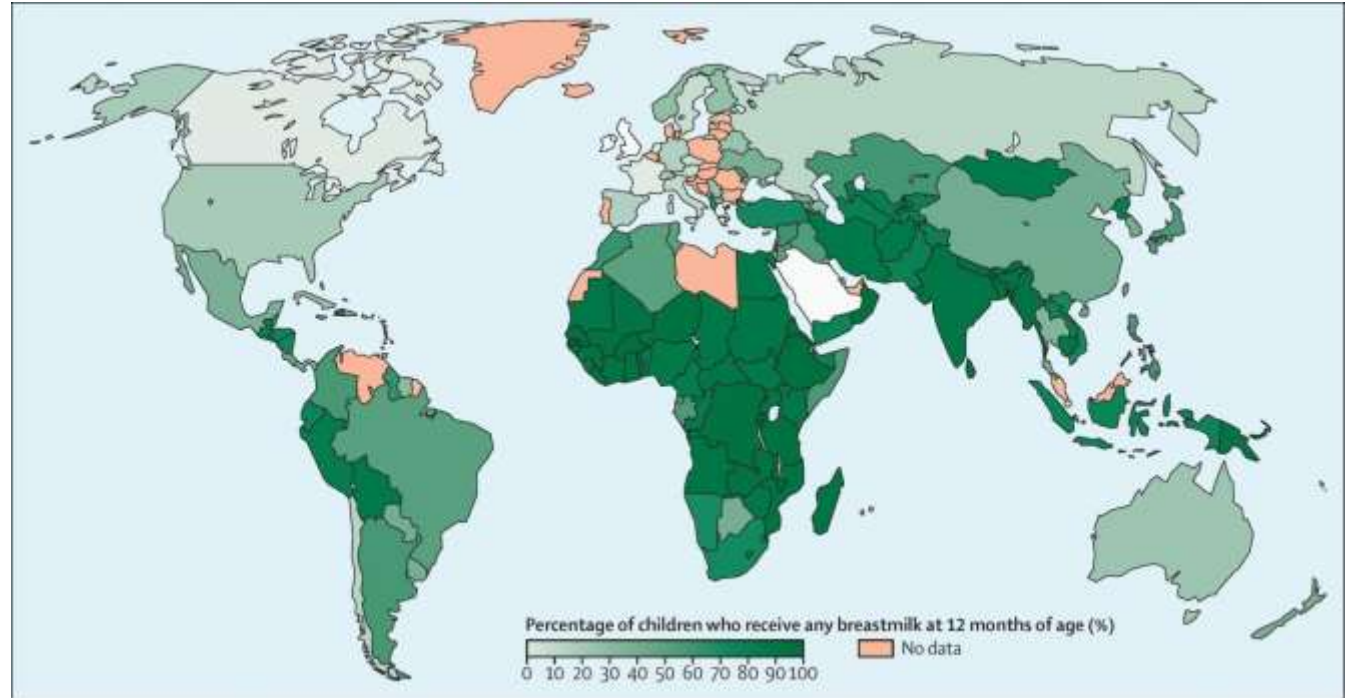 Percentage of children who receive any breastmilk at 12 months of age (%)
No data
0 10 20 30 40 50 60 70 80 90 100